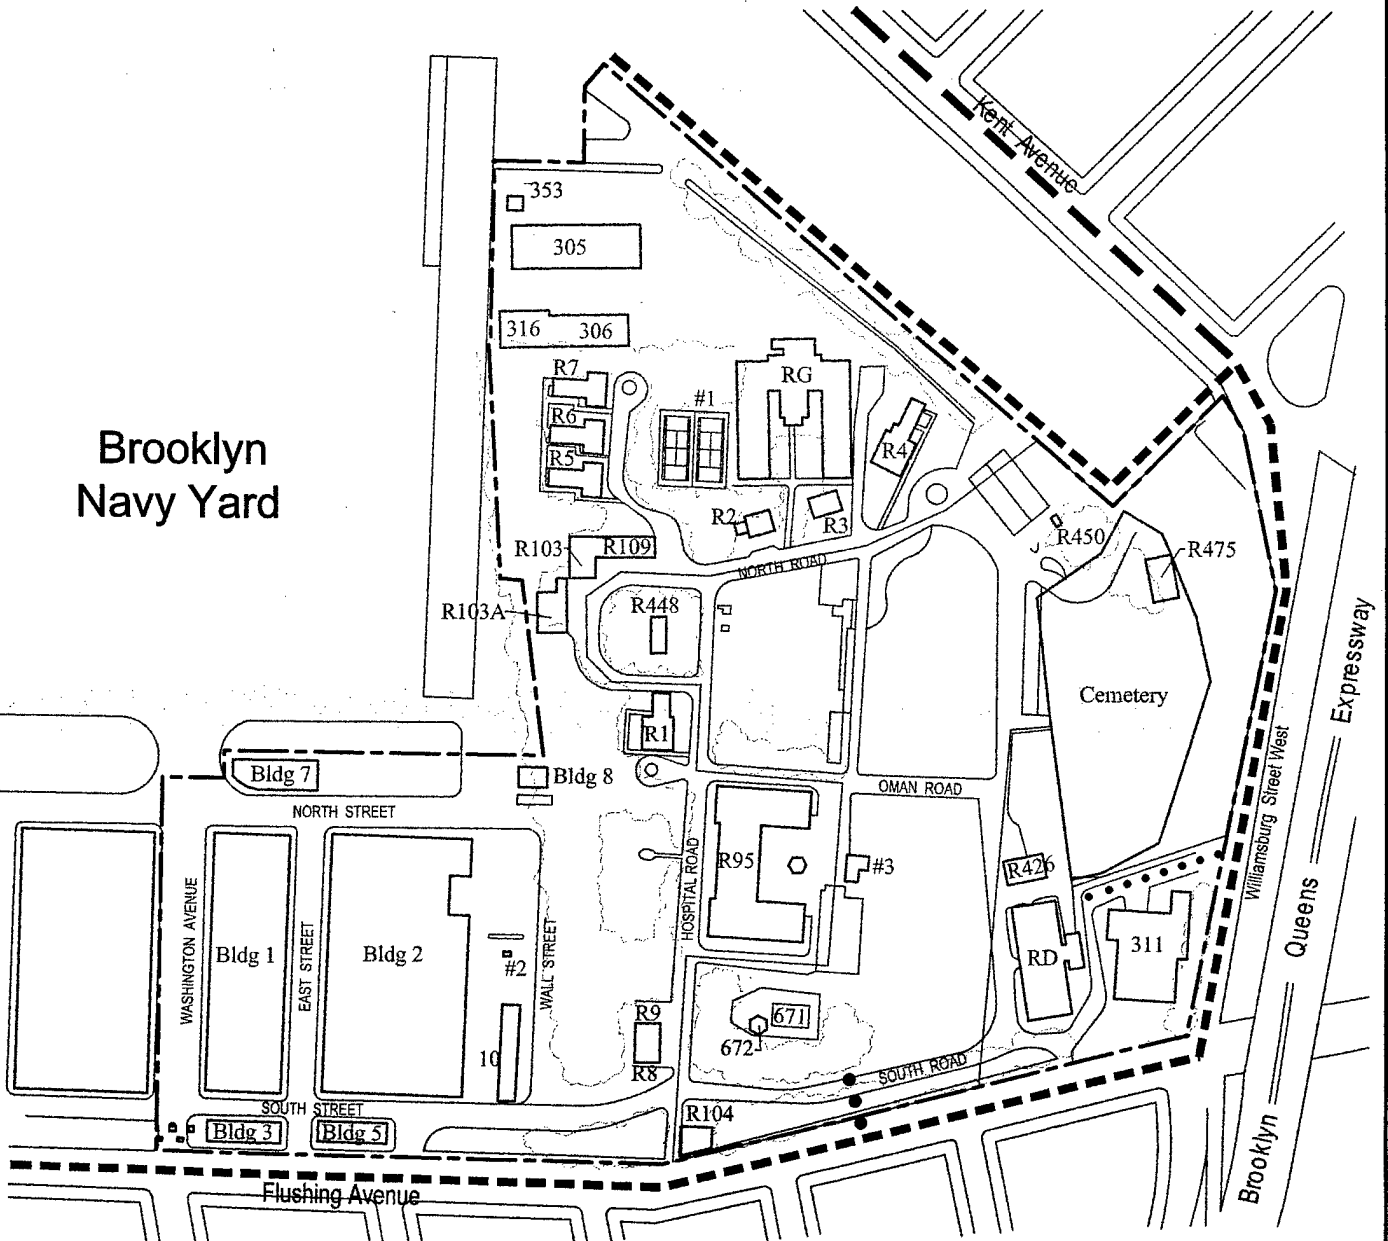 Kent Avenue
353
305
316
306
R7
RG
#1
R6
Brooklyn
Navy Yard
R5
R4
R2
R3
R450
R103
R109
R475
NORTH ROAD
R103A
R448
Cemetery
Expressway
R1
Bldg 7
Bldg 8
OMAN ROAD
NORTH STREET
Williamsburg Street West
R95
#3
R426
HOSPITAL ROAD
WASHINGTON AVENUE
Queens
Bldg 1
EAST STREET
Bldg 2
#2
WALL STREET
RD
311
R9
671
672
10
R8
SOUTH ROAD
SOUTH STREET
R104
Bldg 3
Bldg 5
Brooklyn
Flushing Avenue